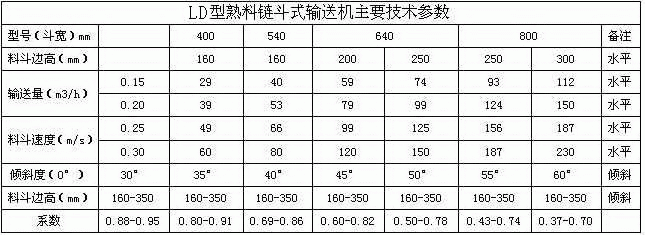 LD型熟料链斗式输送机主要技术参数
型号(斗宽)mm 400 540 640 800 备注
料斗边高(mm) 160 160 200 250 250 300 水平
输送量(m3/h) 0.15 29 40 59 74 93 112 水平
0.20 39 53 79 99 124 150 水平
料斗速度(m/s) 0.25 49 66 99 125 156 187 水平
0.30 60 80 120 150 187 230 水平
倾斜度(0°) 30° 35° 40° 45° 50° 55° 60° 倾斜
料斗边高(mm) 160-350 160-350 160-350 160-350 160-350 160-350 160-350 倾斜
系数 0.88-0.95 0.80-0.91 0.69-0.86 0.60-0.82 0.50-0.78 0.43-0.74 0.37-0.70